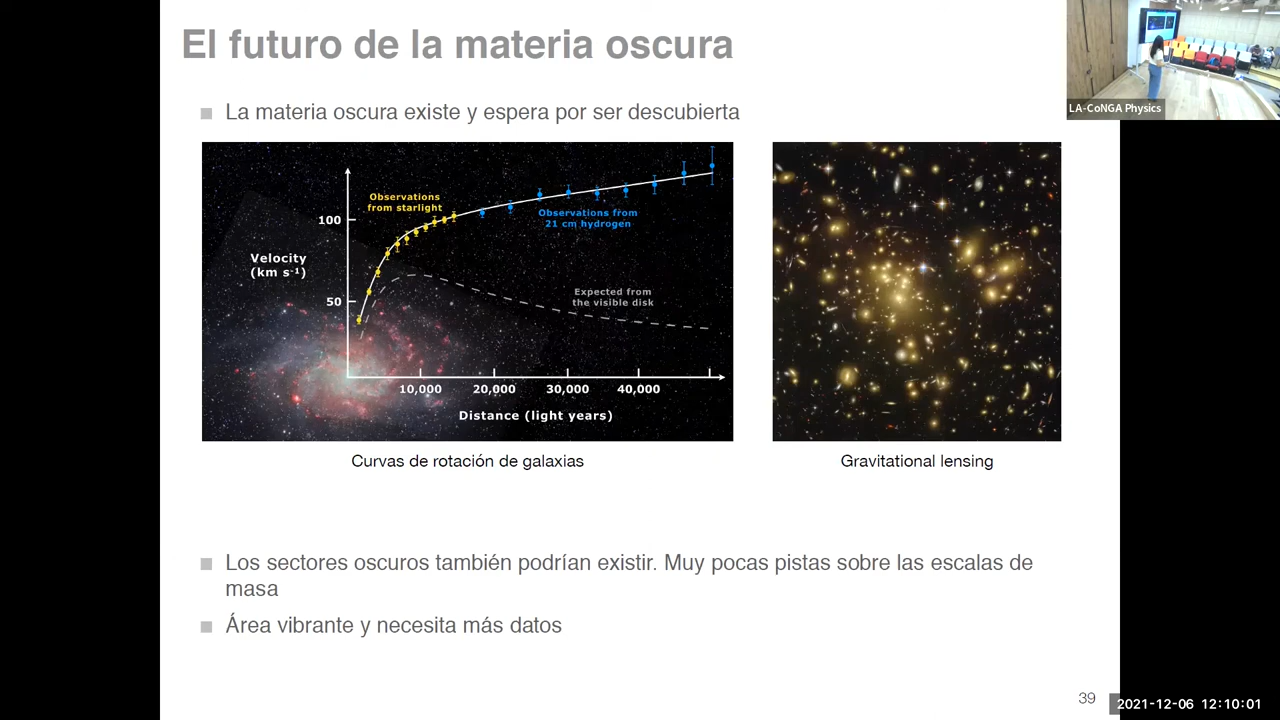 El futuro de la materia oscura
LA-CoNGA Physics
La materia oscura existe y espera por ser descubierta
Observations
from starlight
100
Observations from
21 cm hydrogen
Velocity
(km s⁻¹)
Expected from
the visible disk
50
10,000
20,000
30,000
40,000
Distance (light years)
Curvas de rotación de galaxias
Gravitational lensing
Los sectores oscuros también podrían existir. Muy pocas pistas sobre las escalas de
masa
Área vibrante y necesita más datos
39
2021-12-06 12:10:01